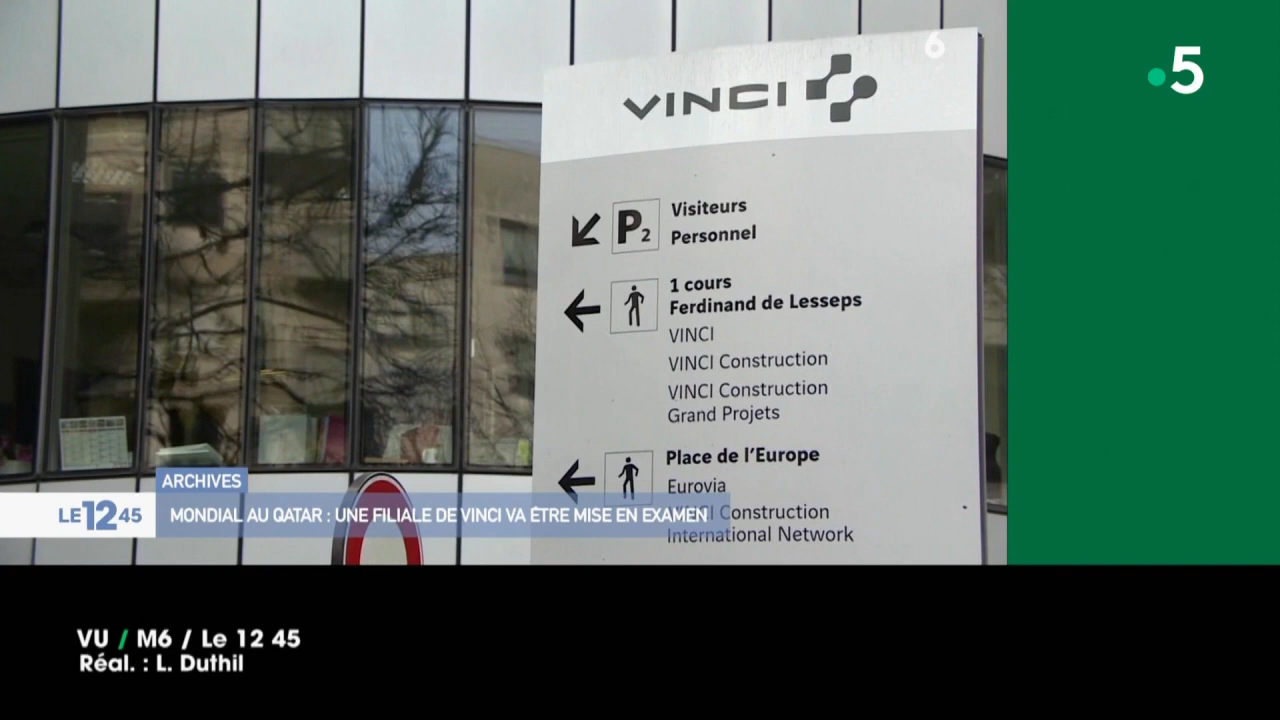 6
5
VINCI
P2
Visiteurs
Personnel
1 cours
Ferdinand de Lesseps
VINCI
VINCI Construction
VINCI Construction
Grand Projets
Place de l'Europe
Eurovia
VINCI Construction
International Network
ARCHIVES
LE 12 45
MONDIAL AU QATAR : UNE FILIALE DE VINCI VA ÊTRE MISE EN EXAMEN
VU / M6 / Le 12 45
Réal. : L. Duthil